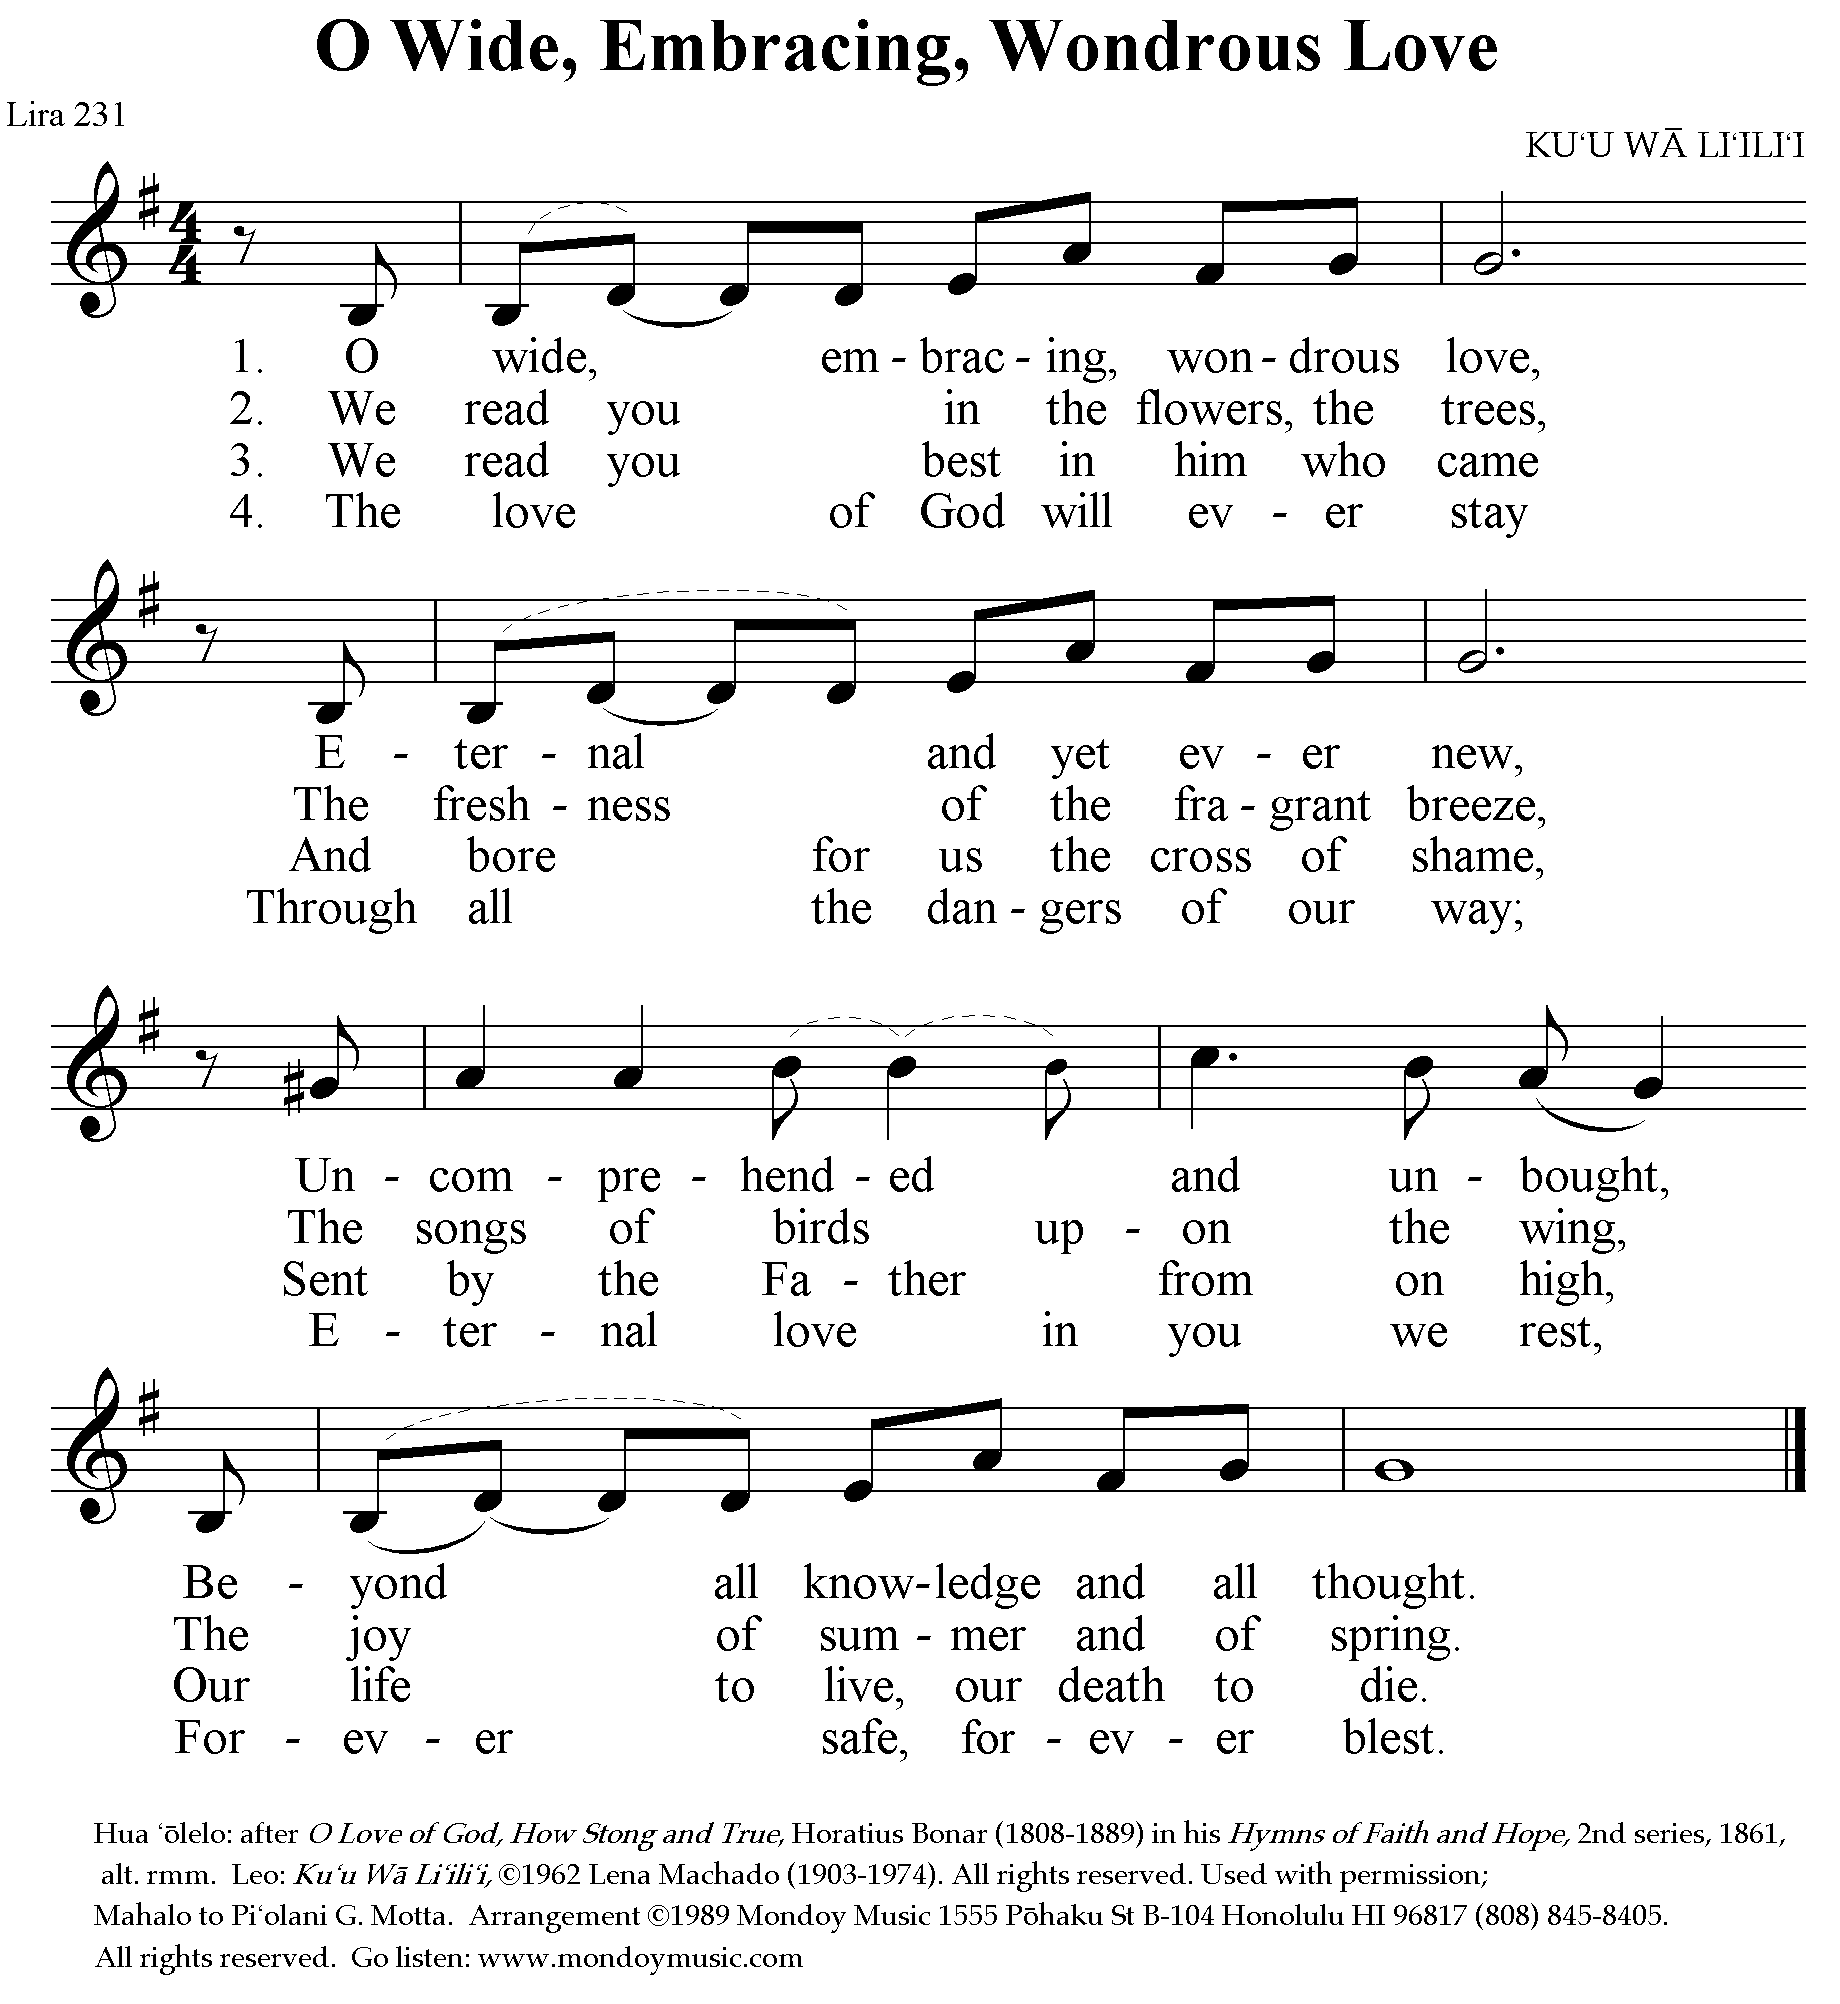 O Wide, Embracing, Wondrous Love
Lira 231
KUʻU WĀ LIʻILIʻI
4
4
1. O wide, em - brac - ing, won - drous love,
2. We read you in the flowers, the trees,
3. We read you best in him who came
4. The love of God will ev - er stay
E - ter - nal and yet ev - er new,
The fresh - ness of the fra - grant breeze,
And bore for us the cross of shame,
Through all the dan - gers of our way;
Un - com - pre - hend - ed and un - bought,
The songs of birds up - on the wing,
Sent by the Fa - ther from on high,
E - ter - nal love in you we rest,
Be - yond all know-ledge and all thought.
The joy of sum - mer and of spring.
Our life to live, our death to die.
For - ev - er safe, for - ev - er blest.
Hua ʻōlelo: after O Love of God, How Stong and True, Horatius Bonar (1808-1889) in his Hymns of Faith and Hope, 2nd series, 1861,
alt. rmm. Leo: Kuʻu Wā Liʻiliʻi, ©1962 Lena Machado (1903-1974). All rights reserved. Used with permission;
Mahalo to Piʻolani G. Motta. Arrangement ©1989 Mondoy Music 1555 Pōhaku St B-104 Honolulu HI 96817 (808) 845-8405.
All rights reserved. Go listen: www.mondoymusic.com